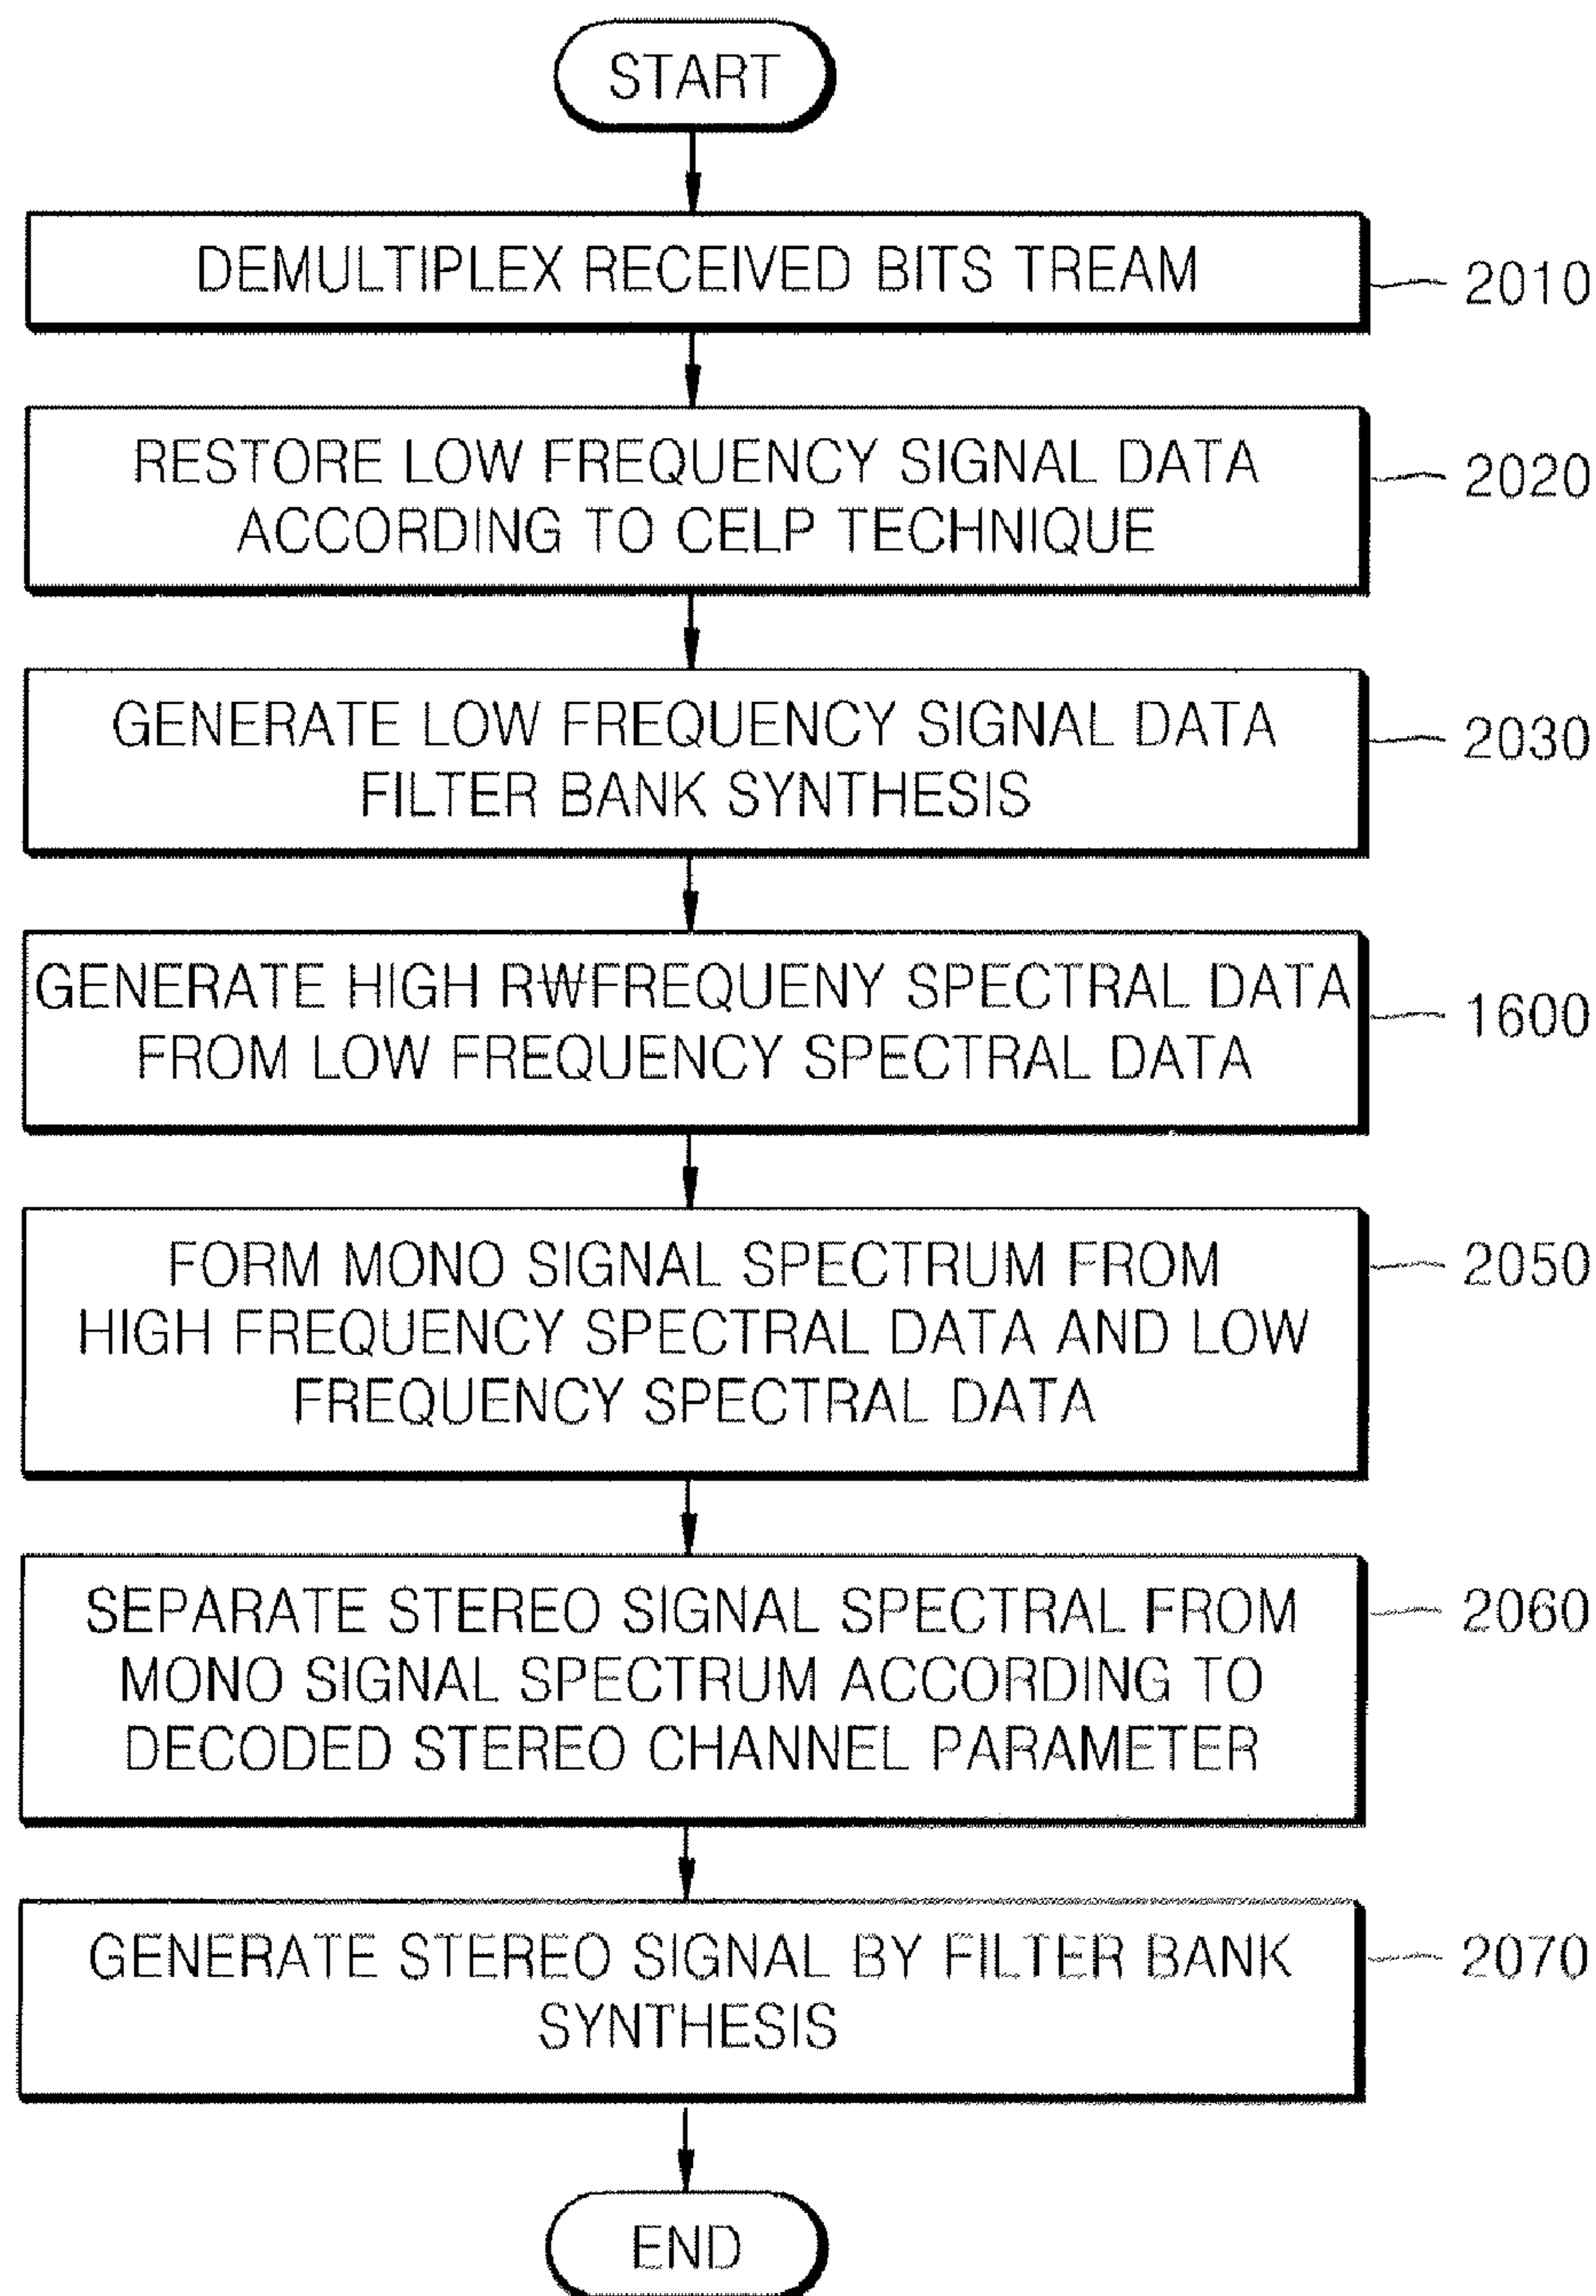 START
DEMULTIPLEX RECEIVED BITS TREAM
2010
RESTORE LOW FREQUENCY SIGNAL DATA
ACCORDING TO CELP TECHNIQUE
2020
GENERATE LOW FREQUENCY SIGNAL DATA
FILTER BANK SYNTHESIS
2030
GENERATE HIGH RWFREQUENY SPECTRAL DATA
FROM LOW FREQUENCY SPECTRAL DATA
1600
FORM MONO SIGNAL SPECTRUM FROM
HIGH FREQUENCY SPECTRAL DATA AND LOW
FREQUENCY SPECTRAL DATA
2050
SEPARATE STEREO SIGNAL SPECTRAL FROM
MONO SIGNAL SPECTRUM ACCORDING TO
DECODED STEREO CHANNEL PARAMETER
2060
GENERATE STEREO SIGNAL BY FILTER BANK
SYNTHESIS
2070
END